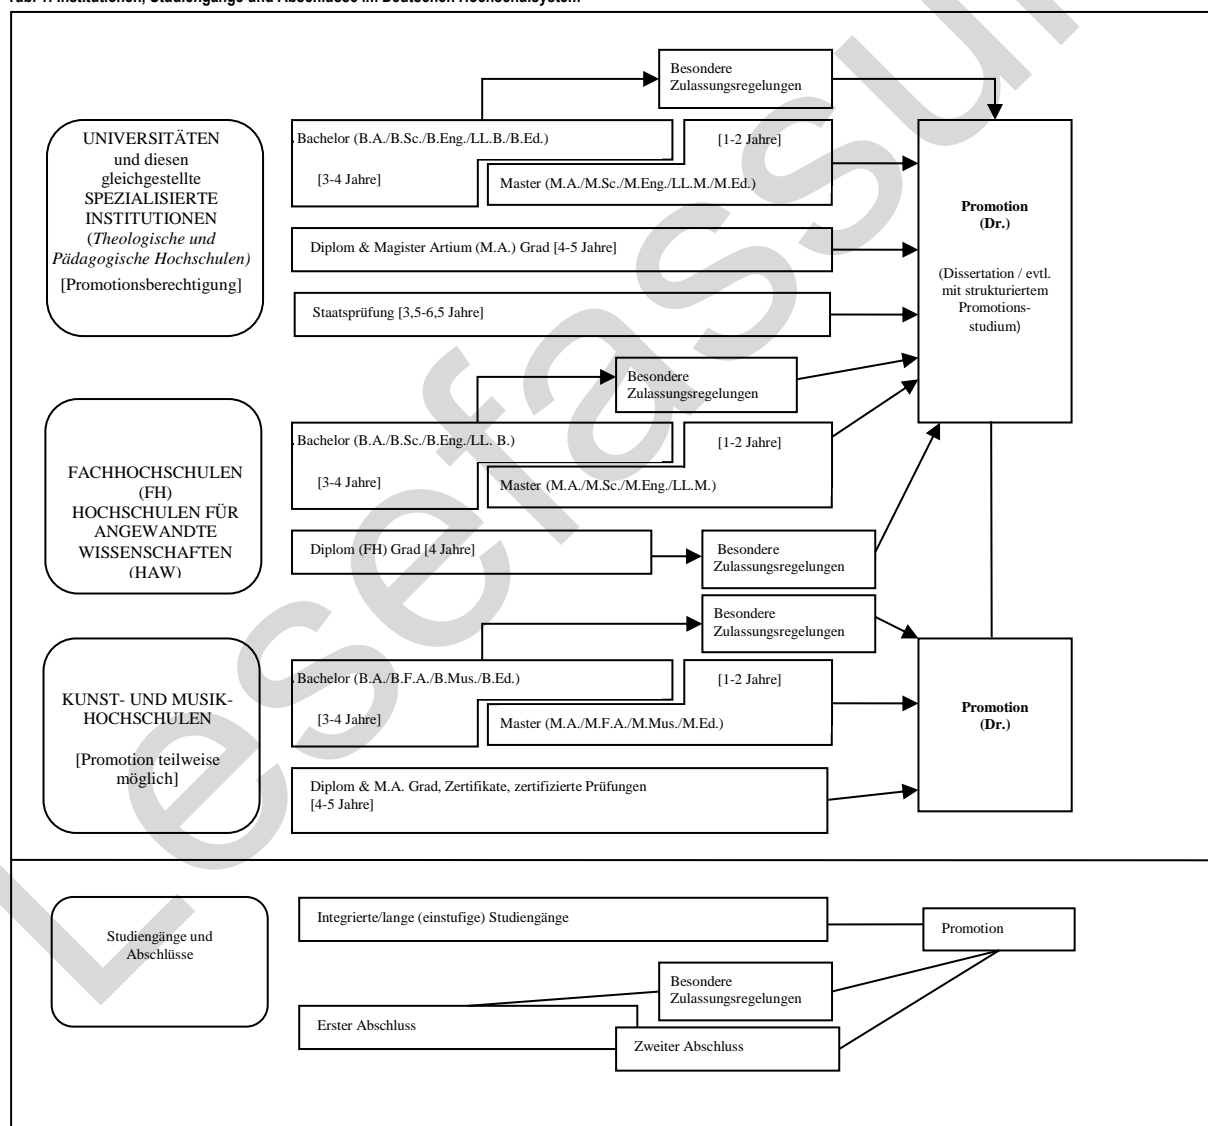 Tab. 1: Institutionen, Studiengänge und Abschlüsse im Deutschen Hochschulsystem
Besondere
Zulassungsregelungen
UNIVERSITÄTEN
und diesen
gleichgestellte
SPEZIALISIERTE
INSTITUTIONEN
(Theologische und
Pädagogische Hochschulen)
[Promotionsberechtigung]
Bachelor (B.A./B.Sc./B.Eng./LL.B./B.Ed.)
[3-4 Jahre]
[1-2 Jahre]
Master (M.A./M.Sc./M.Eng./LL.M./M.Ed.)
Diplom & Magister Artium (M.A.) Grad [4-5 Jahre]
Staatsprüfung [3,5-6,5 Jahre]
Promotion
(Dr.)
(Dissertation / evtl.
mit strukturiertem
Promotions-
studium)
Besondere
Zulassungsregelungen
FACHHOCHSCHULEN
(FH)
HOCHSCHULEN FÜR
ANGEWANDTE
WISSENSCHAFTEN
(HAW)
Bachelor (B.A./B.Sc./B.Eng./LL. B.)
[3-4 Jahre]
[1-2 Jahre]
Master (M.A./M.Sc./M.Eng./LL.M.)
Diplom (FH) Grad [4 Jahre]
Besondere
Zulassungsregelungen
Besondere
Zulassungsregelungen
KUNST- UND MUSIK-
HOCHSCHULEN
[Promotion teilweise
möglich]
Bachelor (B.A./B.F.A./B.Mus./B.Ed.)
[3-4 Jahre]
[1-2 Jahre]
Master (M.A./M.F.A./M.Mus./M.Ed.)
Diplom & M.A. Grad, Zertifikate, zertifizierte Prüfungen
[4-5 Jahre]
Promotion
(Dr.)
Studiengänge und
Abschlüsse
Integrierte/lange (einstufige) Studiengänge
Promotion
Besondere
Zulassungsregelungen
Erster Abschluss
Zweiter Abschluss
Lesefassun